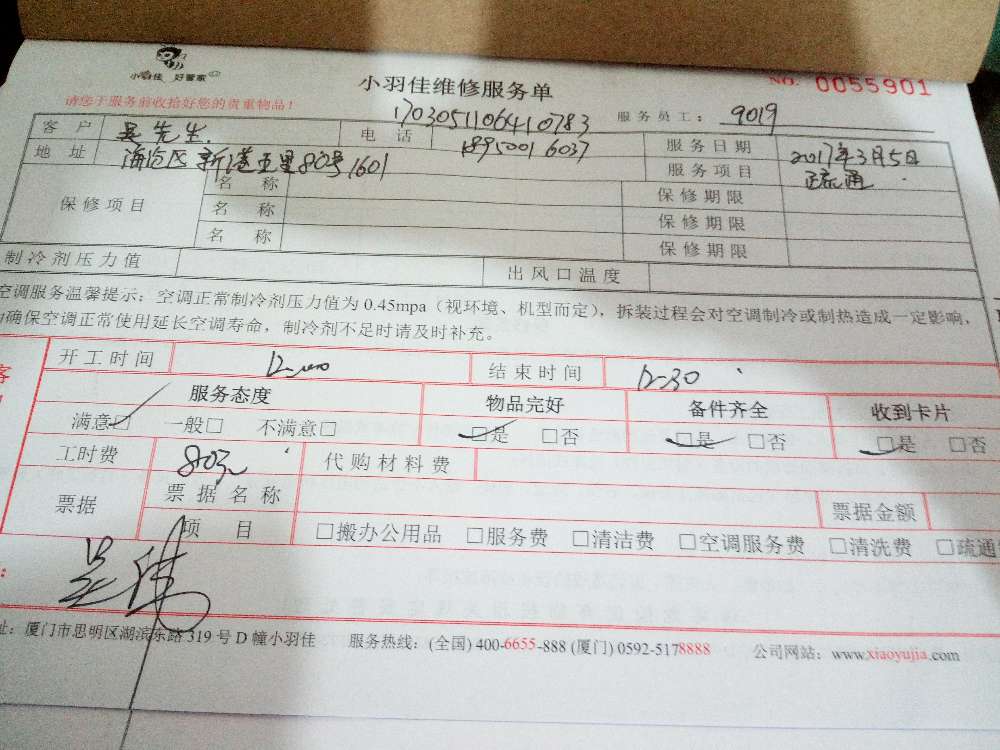 小羽佳 好管家
小羽佳维修服务单
NO. 0055901
请您于服务前收拾好您的贵重物品！
1703051106410783
服务员工：9019
客户 吴先生 电话 18950016037 服务日期 2017年3月5日
地址 海沧区新港五里80号1601 服务项目 疏通
保修项目 名称 保修期限
名称 保修期限
名称 保修期限
制冷剂压力值 出风口温度
空调服务温馨提示：空调正常制冷剂压力值为0.45mpa（视环境、机型而定），拆装过程会对空调制冷或制热造成一定影响，
确保空调正常使用延长空调寿命，制冷剂不足时请及时补充。
开工时间 结束时间 12-30
服务态度 物品完好 备件齐全 收到卡片
满意☑ 一般□ 不满意□ ☑是 □否 ☑是 □否 ☑是 □否
工时费 80元 代购材料费
票据 票据名称 票据金额
项目 □搬办公用品 □服务费 □清洁费 □空调服务费 □清洗费 □疏通
吴伟
址：厦门市思明区湖滨东路319号D幢小羽佳 服务热线：(全国) 400-6655-888 (厦门) 0592-5178888 公司网站：www.xiaoyujia.com